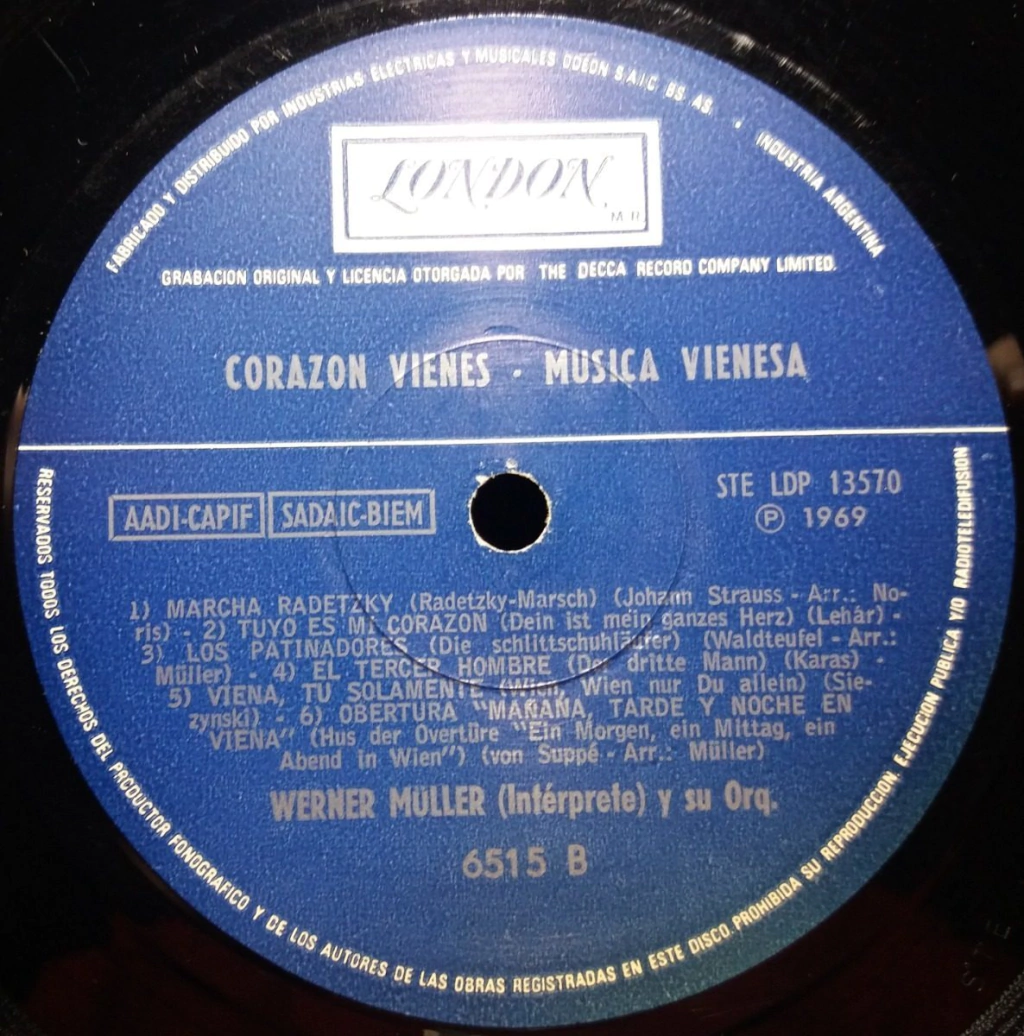 FABRICADO Y DISTRIBUIDO POR INDUSTRIAS ELECTRICAS Y MUSICALES ODEON S.A.I.C. BS. AS. • INDUSTRIA ARGENTINA
LONDON
M.R.
GRABACION ORIGINAL Y LICENCIA OTORGADA POR THE DECCA RECORD COMPANY LIMITED.
CORAZON VIENES · MUSICA VIENESA
AADI-CAPIF SADAIC-BIEM
STE LDP 13570
℗ 1969
1) MARCHA RADETZKY (Radetzky-Marsch) (Johann Strauss - Arr.: No-
ris) - 2) TUYO ES MI CORAZON (Dein ist mein ganzes Herz) (Lehár) -
3) LOS PATINADORES (Die schlittschuhläufer) (Waldteufel - Arr.:
Müller) - 4) EL TERCER HOMBRE (Der dritte Mann) (Karas) -
5) VIENA, TU SOLAMENTE (Wien, Wien nur Du allein) (Sie-
zynski) - 6) OBERTURA "MAÑANA, TARDE Y NOCHE EN
VIENA" (Hus der Overtüre "Ein Morgen, ein Mittag, ein
Abend in Wien") (von Suppé - Arr.: Müller)
WERNER MÜLLER (Intérprete) y su Orq.
6515 B
RESERVADOS TODOS LOS DERECHOS DEL PRODUCTOR FONOGRAFICO Y DE LOS AUTORES DE LAS OBRAS REGISTRADAS EN ESTE DISCO. PROHIBIDA SU REPRODUCCION. EJECUCION PUBLICA Y/O RADIOTELEDIFUSION